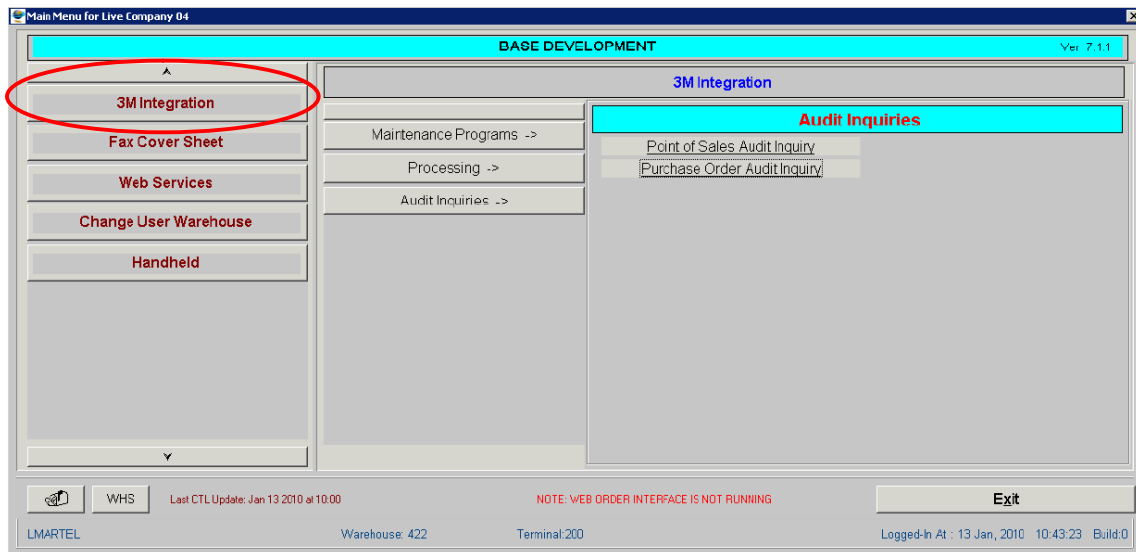 Main Menu for Live Company 04
BASE DEVELOPMENT
Ver 7.1.1
3M Integration
Fax Cover Sheet
Web Services
Change User Warehouse
Handheld
3M Integration
Maintenance Programs ->
Processing ->
Audit Inquiries ->
Audit Inquiries
Point of Sales Audit Inquiry
Purchase Order Audit Inquiry
WHS
Last CTL Update: Jan 13 2010 at 10:00
NOTE: WEB ORDER INTERFACE IS NOT RUNNING
Exit
LMARTEL
Warehouse: 422
Terminal:200
Logged-In At : 13 Jan, 2010 10:43:23 Build:0